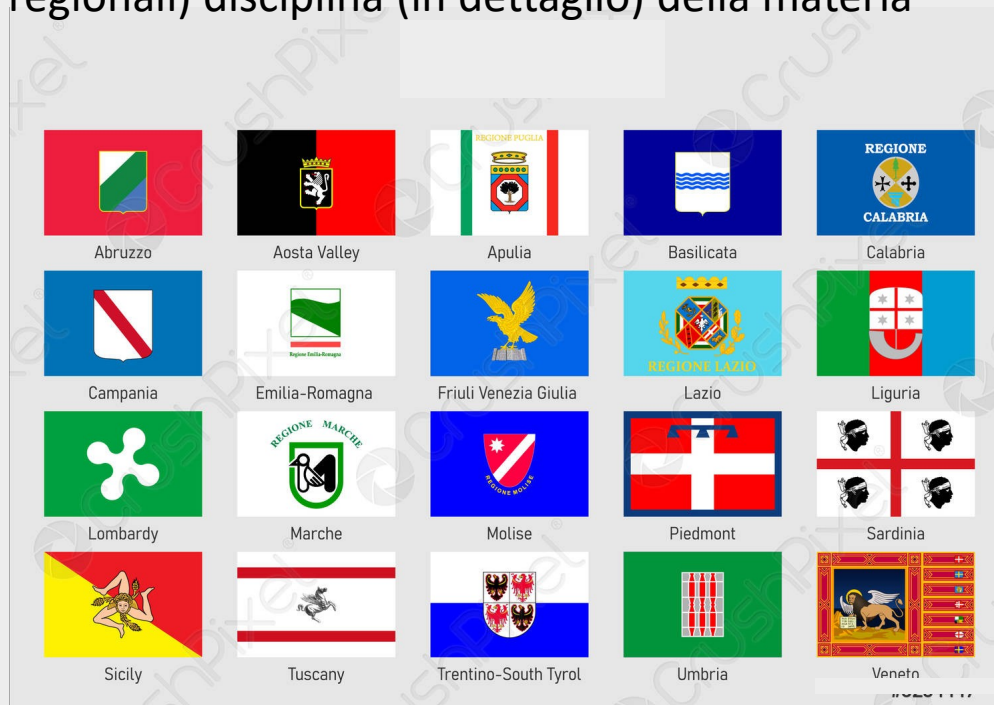 regionali) disciplina (in dettaglio) della materia
REGIONE PUGLIA
REGIONE
CALABRIA
Abruzzo
Aosta Valley
Apulia
Basilicata
Calabria
Regione Emilia-Romagna
REGIONE LAZIO
Campania
Emilia-Romagna
Friuli Venezia Giulia
Lazio
Liguria
REGIONE MARCHE
REGIONE MOLISE
Lombardy
Marche
Molise
Piedmont
Sardinia
Sicily
Tuscany
Trentino-South Tyrol
Umbria
Veneto
crushpixel